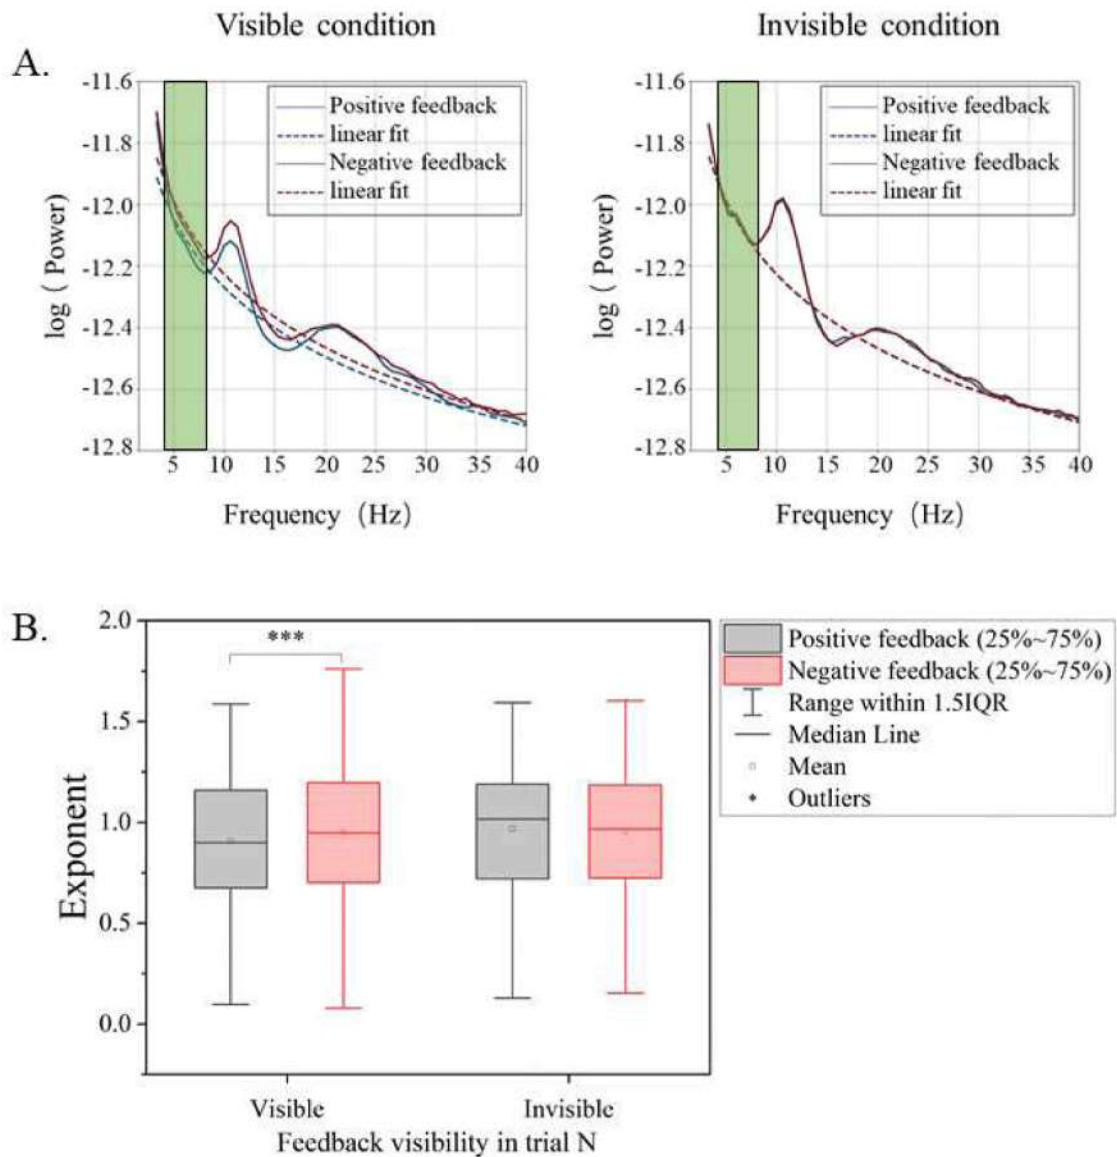 Visible condition
Invisible condition
A.
-11.6
-11.8
-12.0
-12.2
-12.4
-12.6
-12.8
log ( Power)
5 10 15 20 25 30 35 40
Frequency (Hz)
Positive feedback
linear fit
Negative feedback
linear fit
-11.6
-11.8
-12.0
-12.2
-12.4
-12.6
-12.8
log ( Power)
5 10 15 20 25 30 35 40
Frequency (Hz)
Positive feedback
linear fit
Negative feedback
linear fit
B.
2.0
1.5
1.0
0.5
0.0
Exponent
***
Visible
Invisible
Feedback visibility in trial N
Positive feedback (25%~75%)
Negative feedback (25%~75%)
Range within 1.5IQR
Median Line
Mean
Outliers